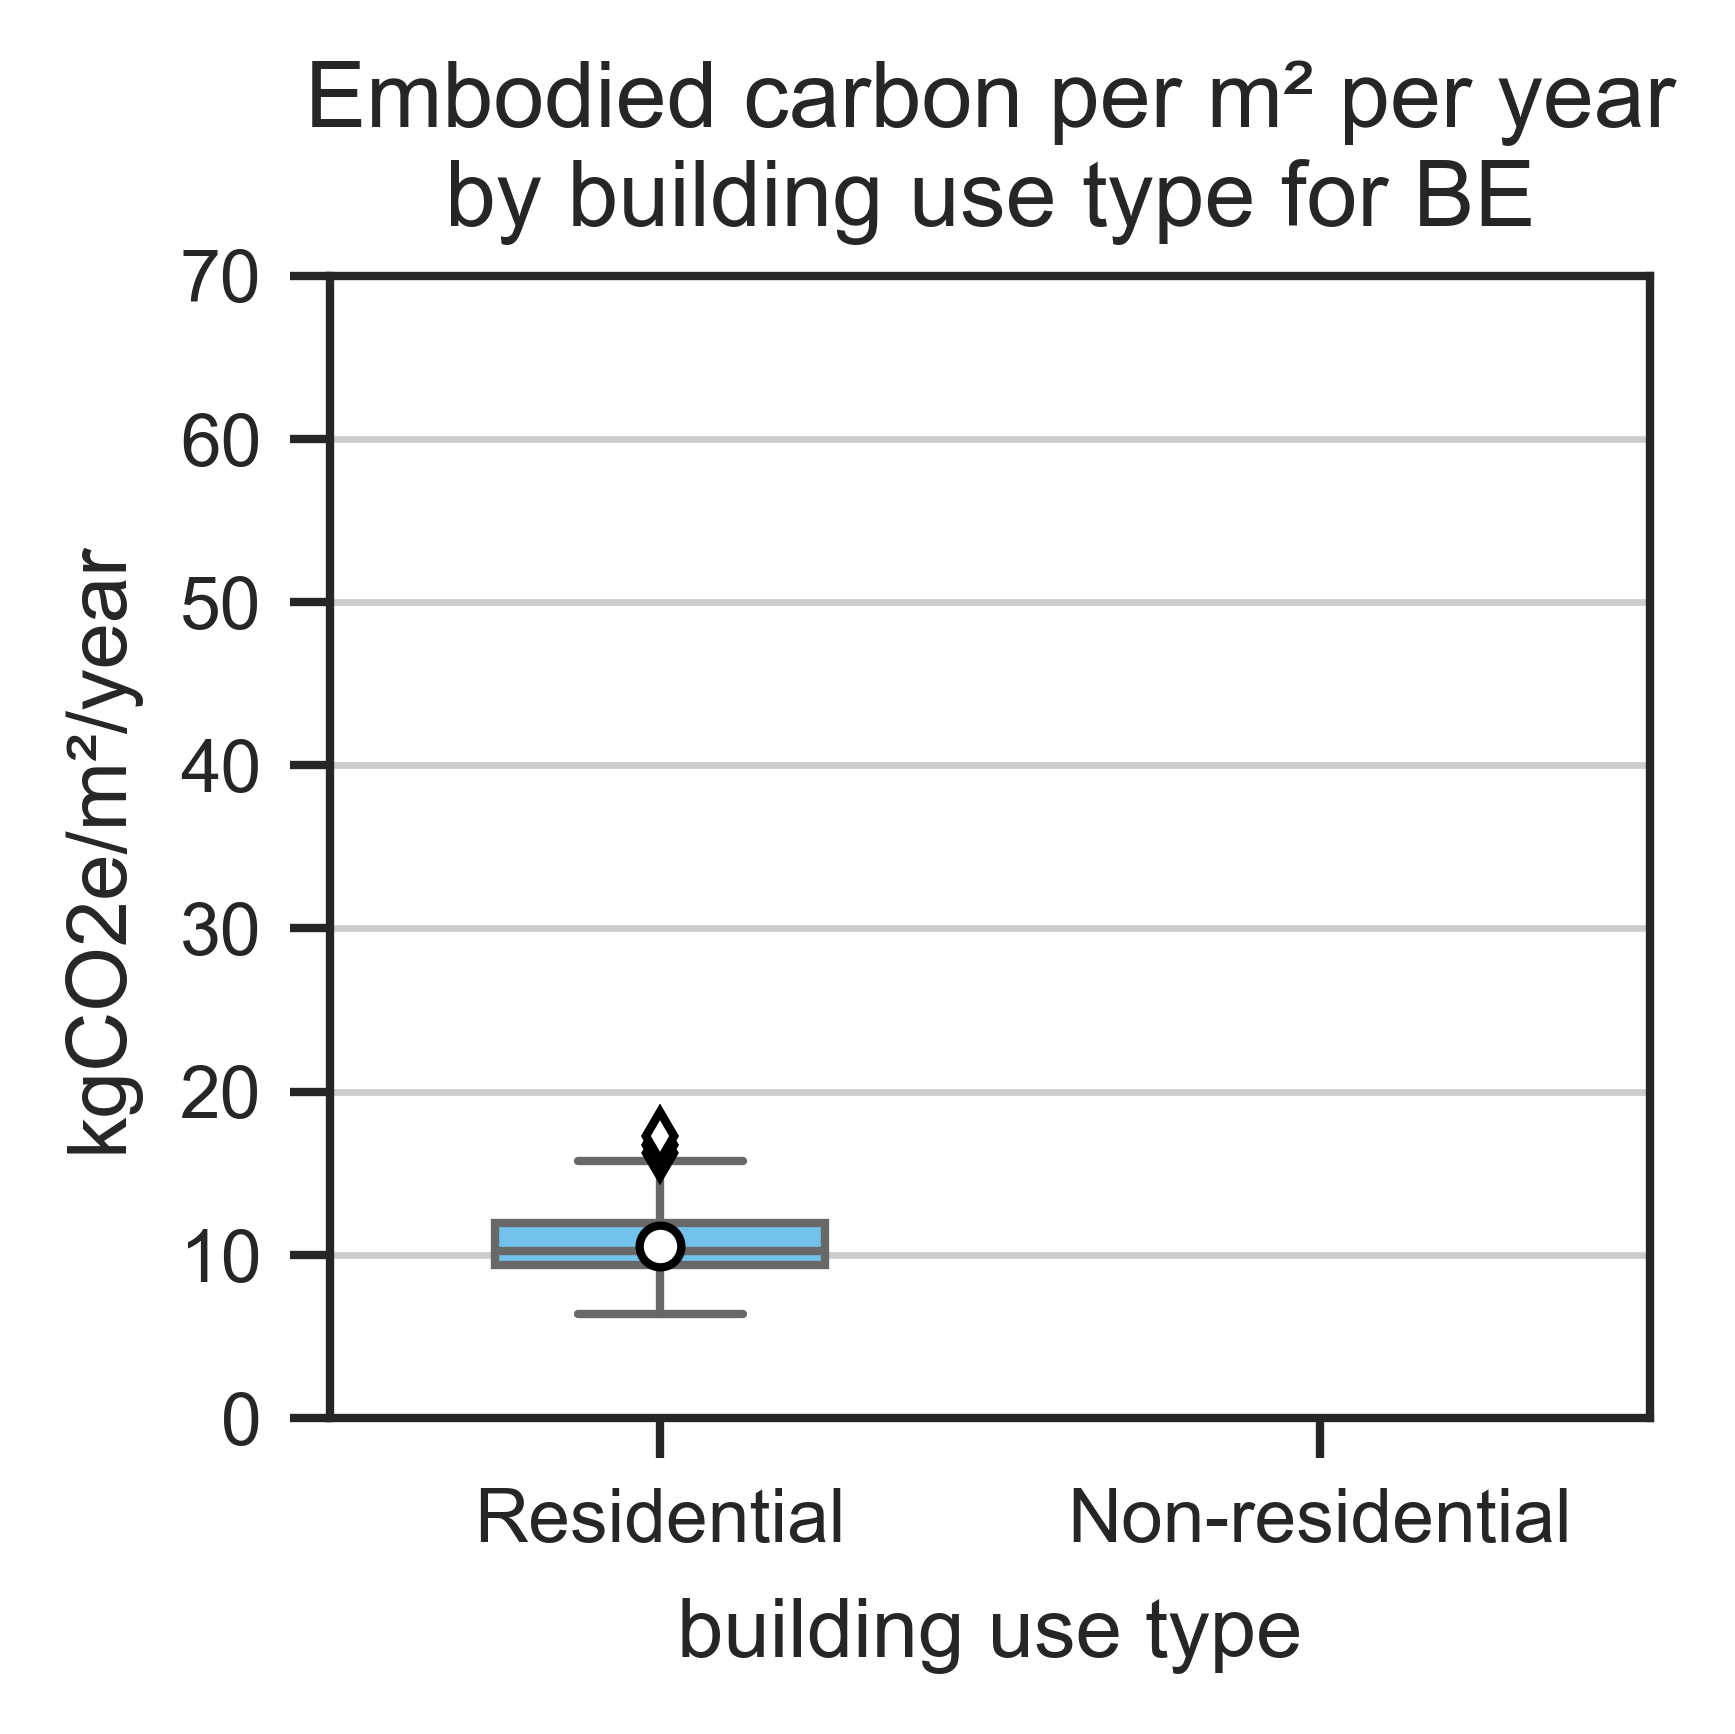 Embodied carbon per m² per year
by building use type for BE
kgCO2e/m²/year
70
60
50
40
30
20
10
0
Residential
Non-residential
building use type